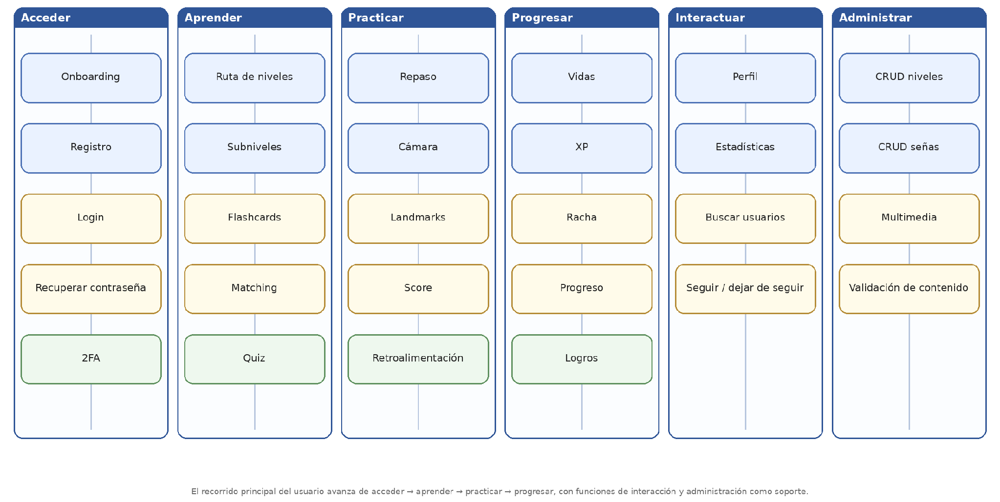 Acceder
Onboarding
Registro
Login
Recuperar contraseña
2FA
Aprender
Ruta de niveles
Subniveles
Flashcards
Matching
Quiz
Practicar
Repaso
Cámara
Landmarks
Score
Retroalimentación
Progresar
Vidas
XP
Racha
Progreso
Logros
Interactuar
Perfil
Estadísticas
Buscar usuarios
Seguir / dejar de seguir
Administrar
CRUD niveles
CRUD señas
Multimedia
Validación de contenido
El recorrido principal del usuario avanza de acceder → aprender → practicar → progresar, con funciones de interacción y administración como soporte.